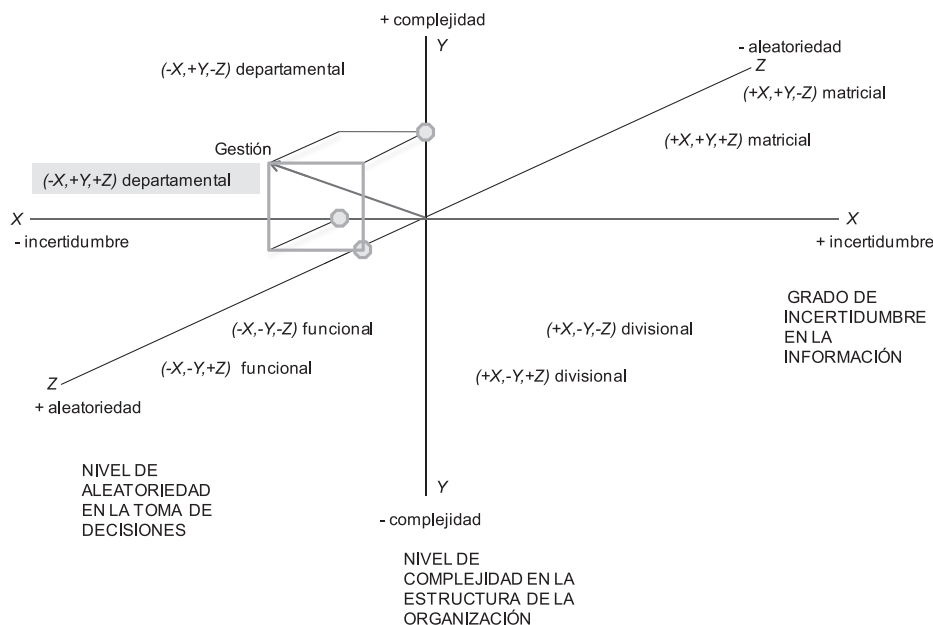 + complejidad
Y
- aleatoriedad
Z
(-X,+Y,-Z) departamental
(+X,+Y,-Z) matricial
(+X,+Y,+Z) matricial
Gestión
(-X,+Y,+Z) departamental
X
X
- incertidumbre
+ incertidumbre
GRADO DE
INCERTIDUMBRE
EN LA
INFORMACIÓN
(-X,-Y,-Z) funcional
(+X,-Y,-Z) divisional
(-X,-Y,+Z) funcional
(+X,-Y,+Z) divisional
Z
+ aleatoriedad
NIVEL DE
ALEATORIEDAD
EN LA TOMA DE
DECISIONES
Y
- complejidad
NIVEL DE
COMPLEJIDAD EN LA
ESTRUCTURA DE LA
ORGANIZACIÓN